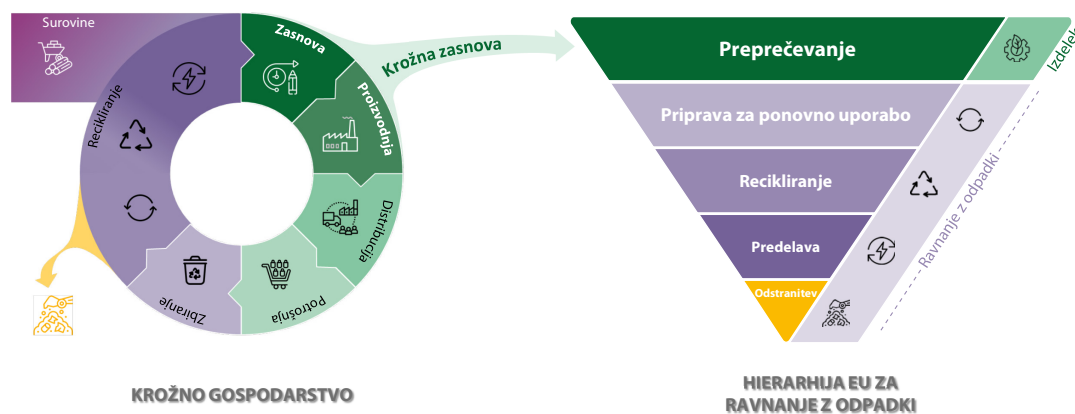 Surovine
Zasnova
Proizvodnja
Distribucija
Potrošnja
Zbiranje
Recikliranje
Krožna zasnova
KROŽNO GOSPODARSTVO
Preprečevanje
Priprava za ponovno uporabo
Recikliranje
Predelava
Odstranitev
Ravnanje z odpadki
HIERARHIJA EU ZA
RAVNANJE Z ODPADKI